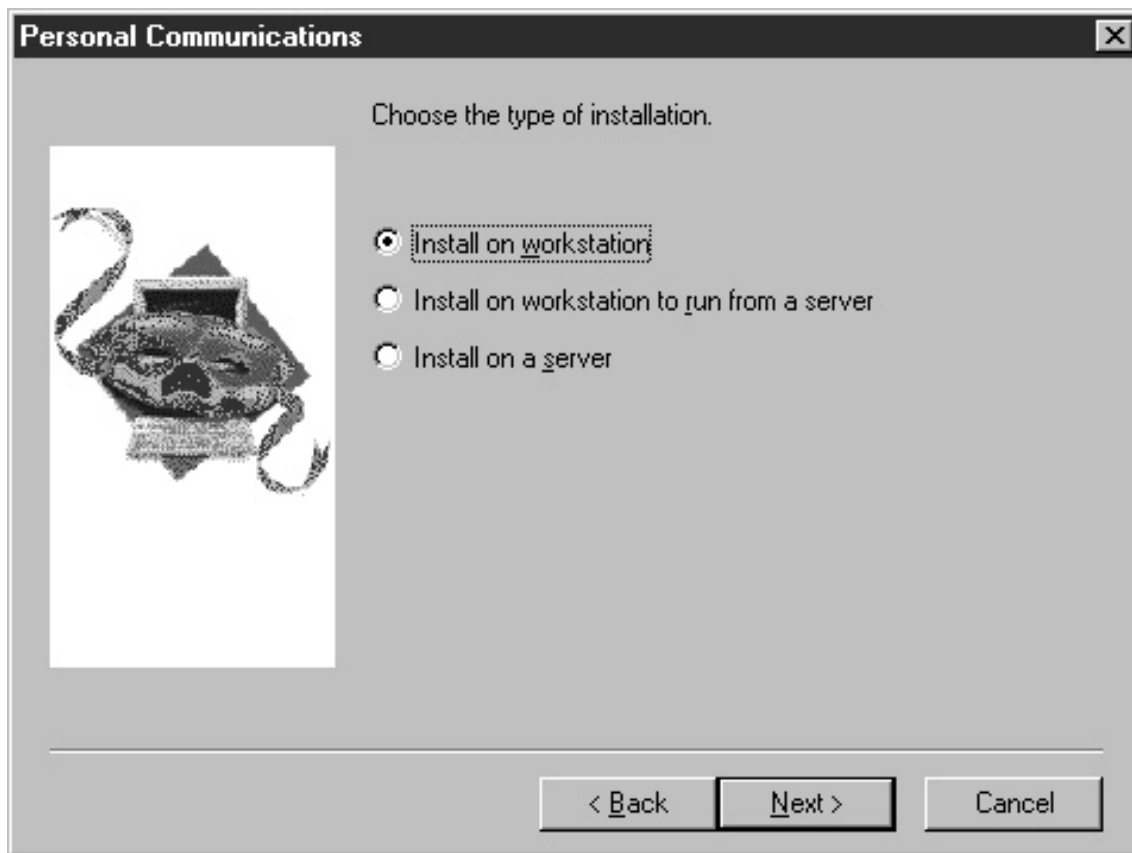 Personal Communications
Choose the type of installation.
Install on workstation
Install on workstation to run from a server
Install on a server
< Back
Next >
Cancel